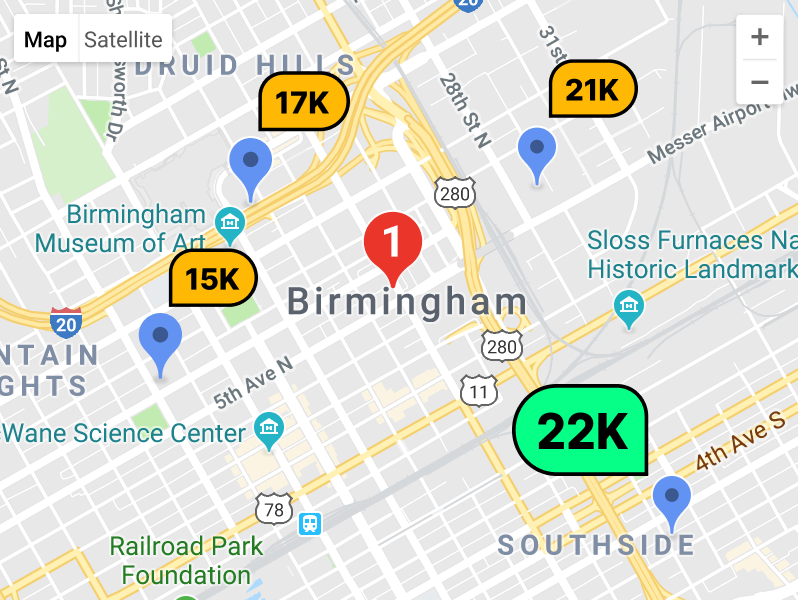 20
Map
Satellite
+
−
31st
DRUID HILLS
17K
21K
28th St N
Messer Airport
280
Birmingham
Museum of Art
1
Sloss Furnaces Na
Historic Landmark
15K
Birmingham
20
280
NTAIN
GHTS
5th Ave N
11
22K
Wane Science Center
4th Ave S
78
SOUTHSIDE
Railroad Park
Foundation